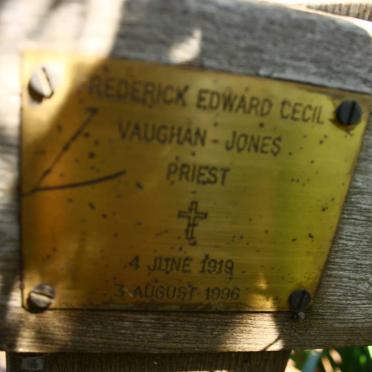 FREDERICK EDWARD CECIL
VAUGHAN-JONES
PRIEST
4 JUNE 1919
3 AUGUST 1996